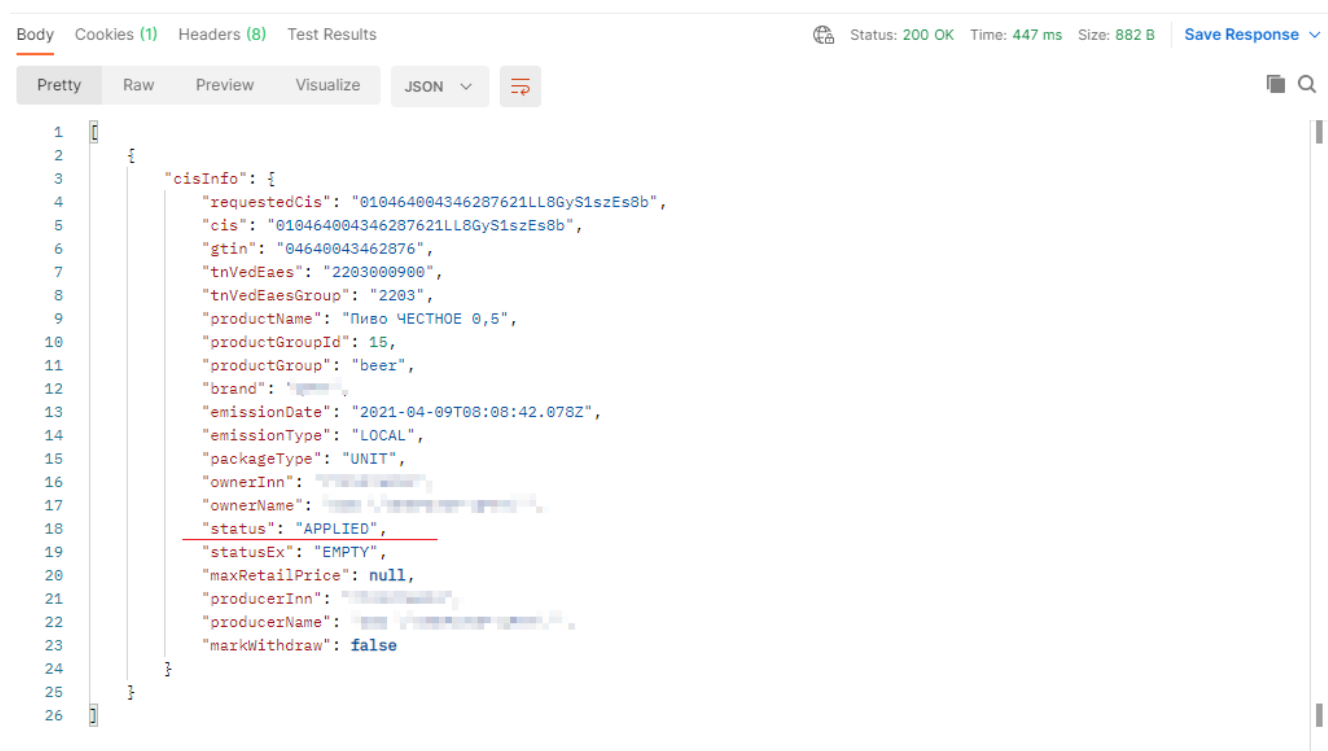 Body Cookies (1) Headers (8) Test Results Status: 200 OK Time: 447 ms Size: 882 B Save Response
Pretty Raw Preview Visualize JSON
1 [
2 {
3 "cisInfo": {
4 "requestedCis": "010464004346287621LL8GyS1szEs8b",
5 "cis": "010464004346287621LL8GyS1szEs8b",
6 "gtin": "04640043462876",
7 "tnVedEaes": "2203000900",
8 "tnVedEaesGroup": "2203",
9 "productName": "Пиво ЧЕСТНОЕ 0,5",
10 "productGroupId": 15,
11 "productGroup": "beer",
12 "brand":
13 "emissionDate": "2021-04-09T08:08:42.078Z",
14 "emissionType": "LOCAL",
15 "packageType": "UNIT",
16 "ownerInn":
17 "ownerName":
18 "status": "APPLIED",
19 "statusEx": "EMPTY",
20 "maxRetailPrice": null,
21 "producerInn":
22 "producerName":
23 "markWithdraw": false
24 }
25 }
26 ]